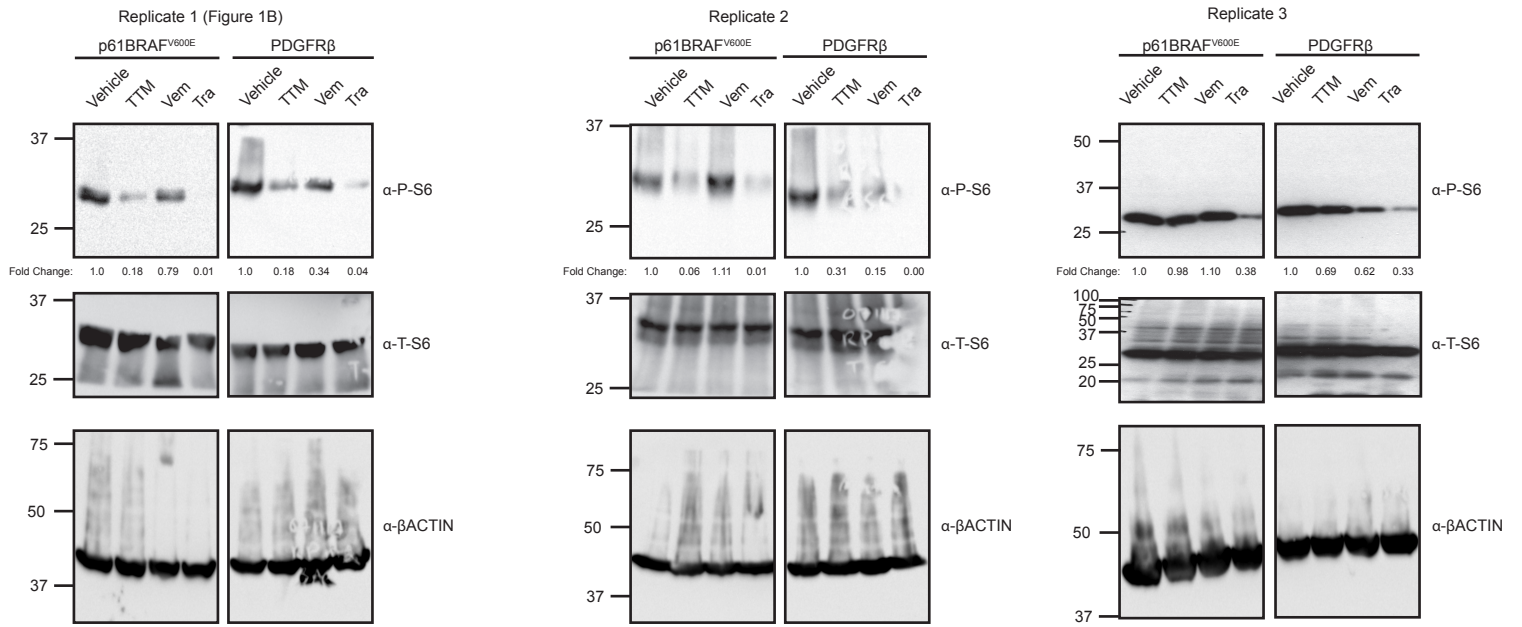 Replicate 1 (Figure 1B)
p61BRAFV600E PDGFRβ
Vehicle TTM Vem Tra Vehicle TTM Vem Tra
37
25
α-P-S6
Fold Change: 1.0 0.18 0.79 0.01 1.0 0.18 0.34 0.04
37
25
α-T-S6
75
50
37
α-βACTIN
Replicate 2
p61BRAFV600E PDGFRβ
Vehicle TTM Vem Tra Vehicle TTM Vem Tra
37
25
α-P-S6
Fold Change: 1.0 0.06 1.11 0.01 1.0 0.31 0.15 0.00
37
25
α-T-S6
75
50
37
α-βACTIN
Replicate 3
p61BRAFV600E PDGFRβ
Vehicle TTM Vem Tra Vehicle TTM Vem Tra
50
37
25
α-P-S6
Fold Change: 1.0 0.98 1.10 0.38 1.0 0.69 0.62 0.33
100
75
50
37
25
20
α-T-S6
75
50
37
α-βACTIN